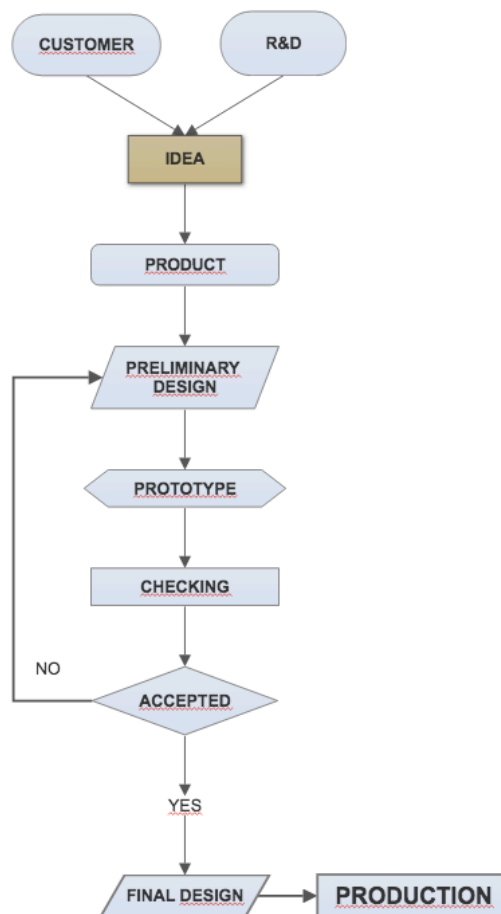 CUSTOMER
R&D
IDEA
PRODUCT
PRELIMINARY
DESIGN
PROTOTYPE
CHECKING
NO
ACCEPTED
YES
FINAL DESIGN
PRODUCTION